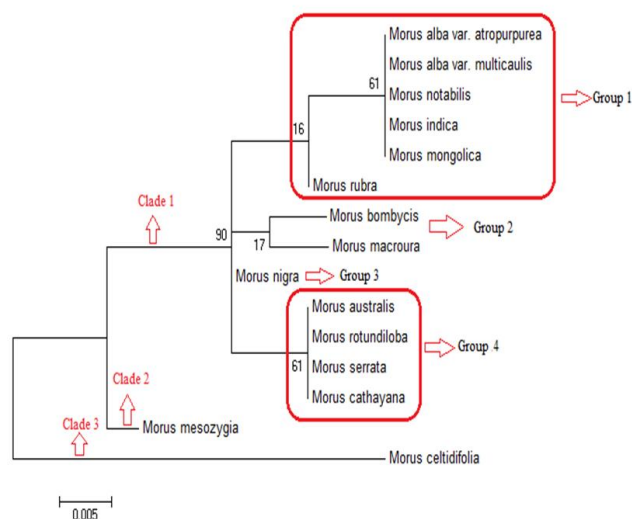 Morus alba var. atropurpurea
Morus alba var. multicaulis
61
Morus notabilis
Group 1
Morus indica
16
Morus mongolica
Morus rubra
Clade 1
Morus bombycis
Group 2
90
17
Morus macroura
Morus nigra
Group 3
Morus australis
Morus rotundiloba
Group 4
61
Morus serrata
Morus cathayana
Clade 2
Clade 3
Morus mesozygia
Morus celtidifolia
0.005